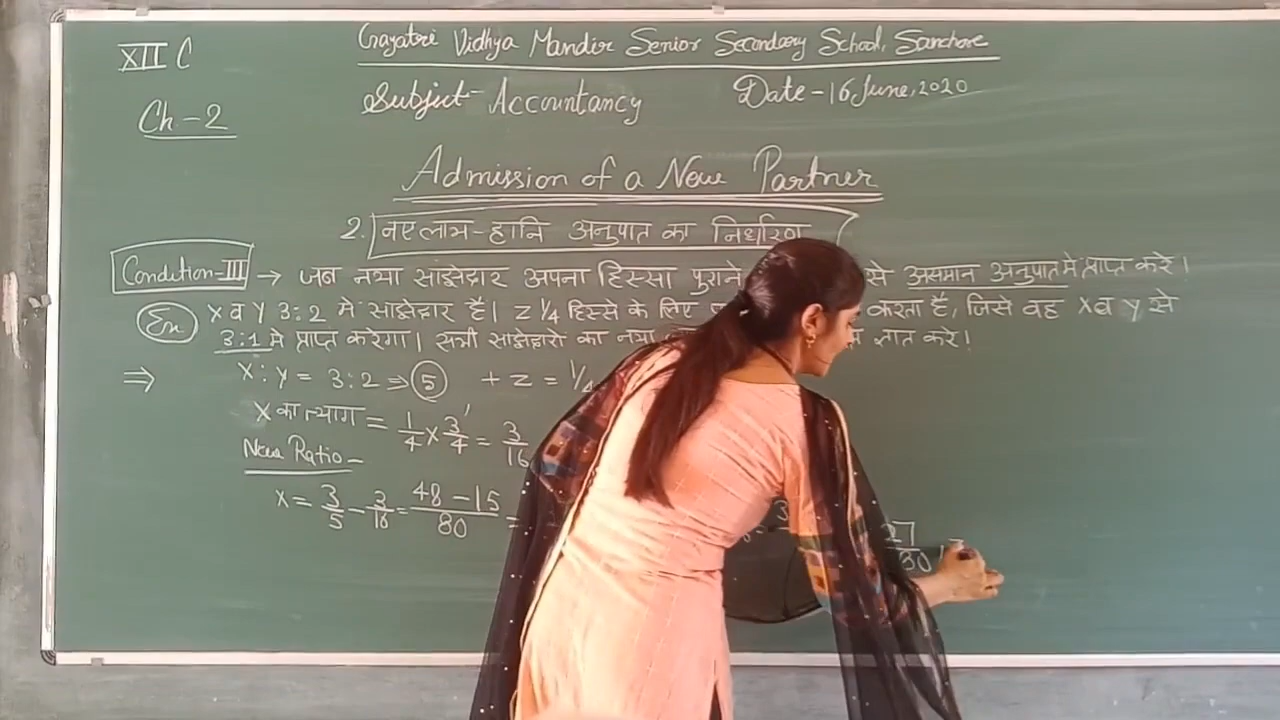 XII C
Gayatri Vidhya Mandir Senior Secondary School, Sanchore
Subject - Accountancy
Date - 16 June, 2020
Ch - 2
Admission of a New Partner
2. नए लाभ - हानि अनुपात का निर्धारण
Condition - III → जब नया साझेदार अपना हिस्सा पुराने से असमान अनुपात में प्राप्त करे।
Ex X व Y 3:2 में साझेदार है। Z 1/4 हिस्से के लिए करता है, जिसे वह X व Y से
3:1 में प्राप्त करेगा। सभी साझेदारो का नया ज्ञात करे।
⇒ X : Y = 3:2 ⇒ 5 + Z = 1/4
X का त्याग = 1/4 × 3/4 = 3/16
New Ratio -
X = 3/5 - 3/16 = 48 - 15/80 = 27/80